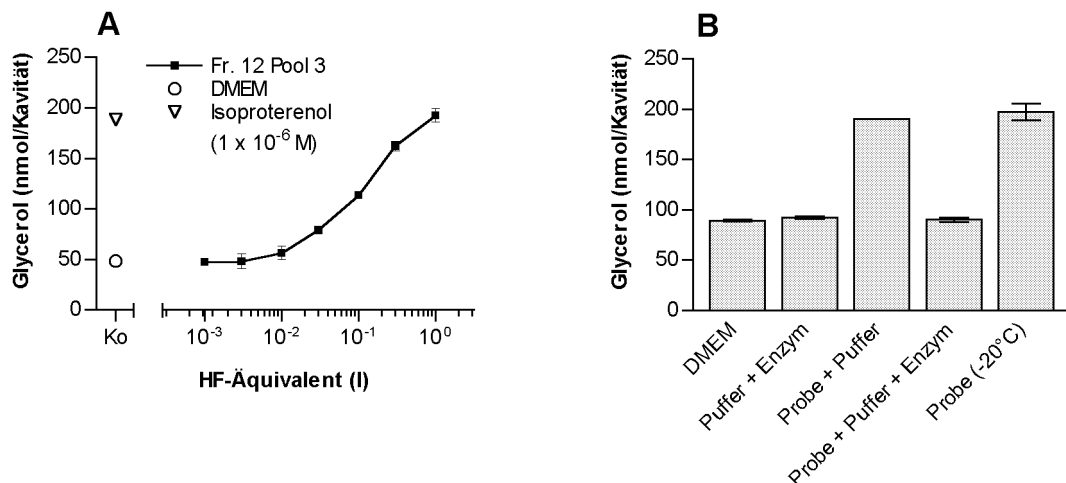 A
Glycerol (nmol/Kavität)
250
200
150
100
50
0
Fr. 12 Pool 3
DMEM
Isoproterenol
(1 x 10⁻⁶ M)
Ko
10⁻³
10⁻²
10⁻¹
10⁰
HF-Äquivalent (l)
B
Glycerol (nmol/Kavität)
250
200
150
100
50
0
DMEM
Puffer + Enzym
Probe + Puffer
Probe + Puffer + Enzym
Probe (-20°C)